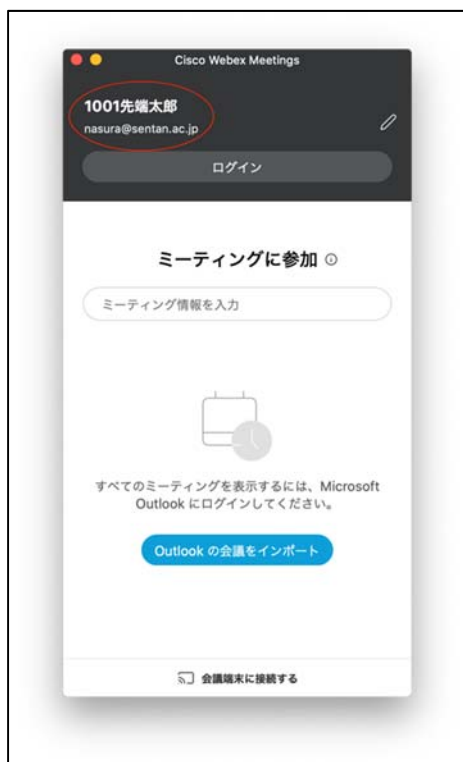 Cisco Webex Meetings
1001先端太郎
nasura@sentan.ac.jp
ログイン
ミーティングに参加
ミーティング情報を入力
すべてのミーティングを表示するには、Microsoft
Outlook にログインしてください。
Outlook の会議をインポート
会議端末に接続する